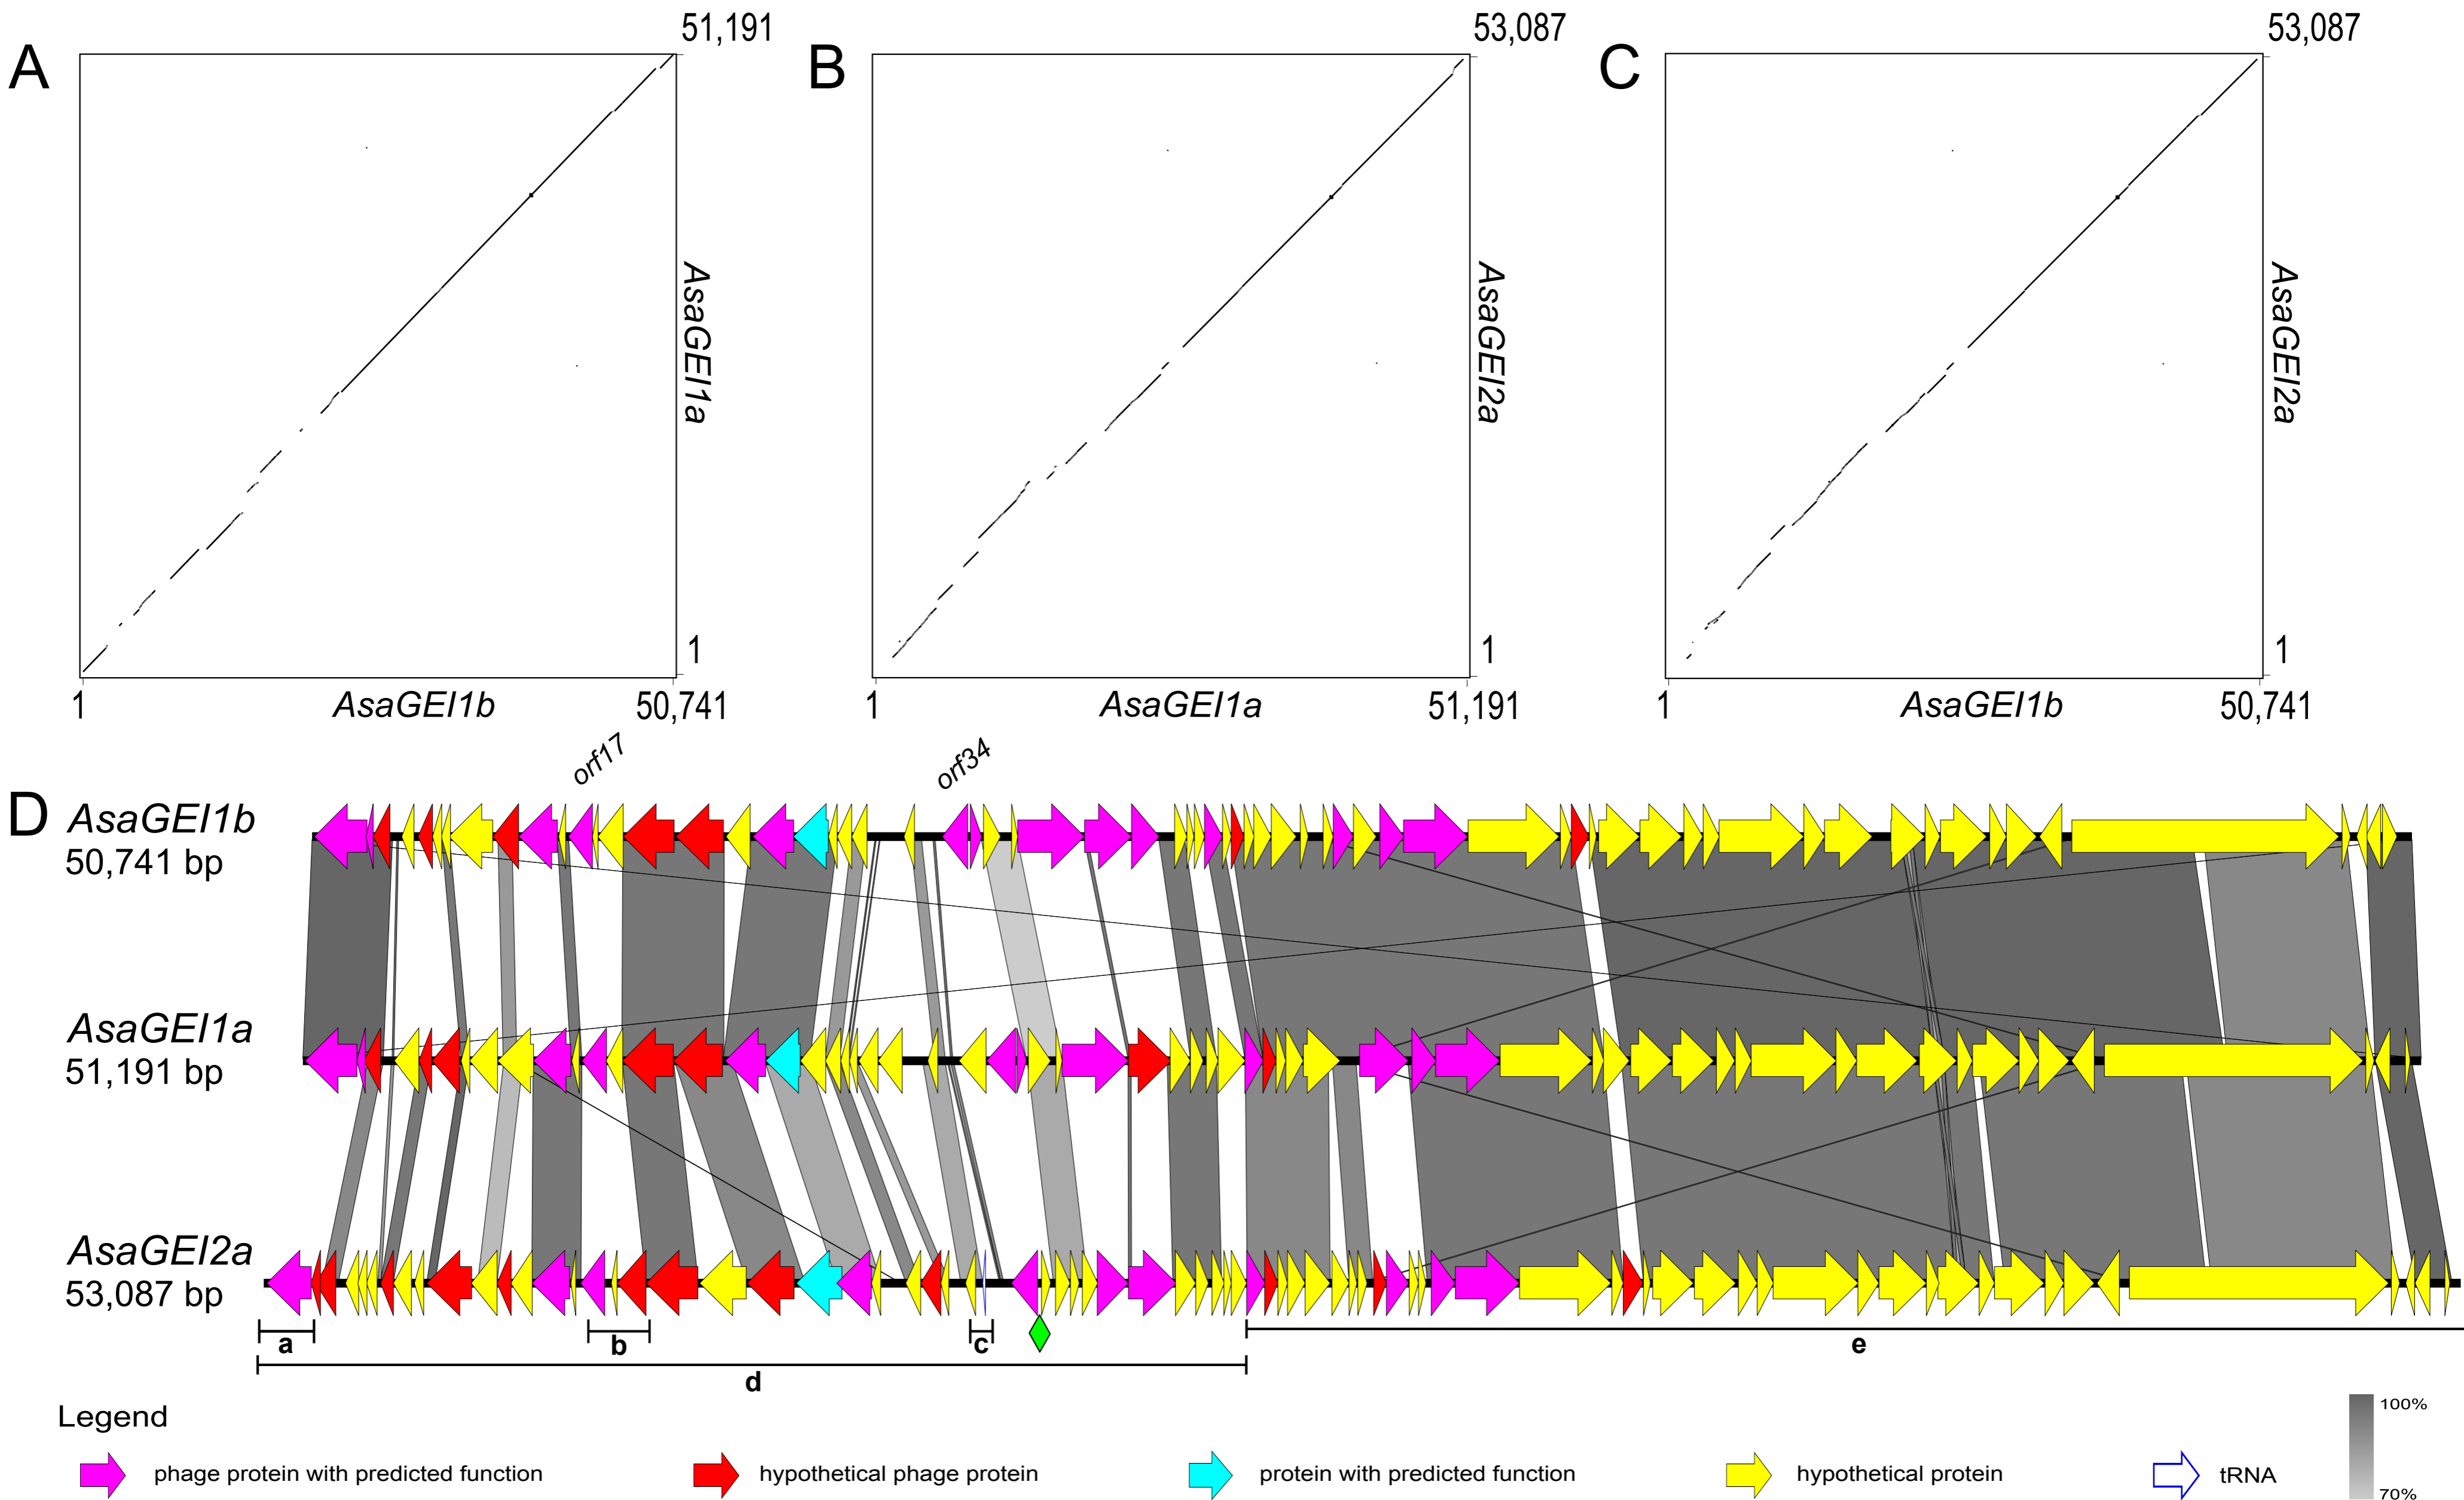 A
51,191
AsaGEI1a
1
1
AsaGEI1b
50,741
B
53,087
AsaGEI2a
1
1
AsaGEI1a
51,191
C
53,087
AsaGEI2a
1
1
AsaGEI1b
50,741
orf17
orf34
D
AsaGEI1b
50,741 bp
AsaGEI1a
51,191 bp
AsaGEI2a
53,087 bp
a
b
c
e
d
Legend
100%
70%
phage protein with predicted function
hypothetical phage protein
protein with predicted function
hypothetical protein
tRNA